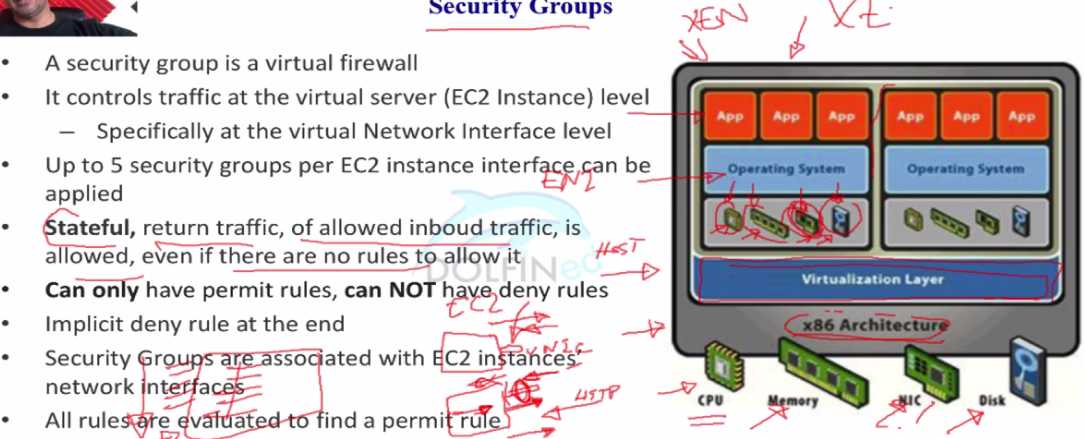 Security Groups
XEN
• A security group is a virtual firewall
• It controls traffic at the virtual server (EC2 Instance) level
– Specifically at the virtual Network Interface level
• Up to 5 security groups per EC2 instance interface can be
applied
ENI
• Stateful, return traffic, of allowed inboud traffic, is
allowed, even if there are no rules to allow it
HOST
DOLFINed
• Can only have permit rules, can NOT have deny rules
EC2
• Implicit deny rule at the end
• Security Groups are associated with EC2 instances'
network interfaces
VNIC
HTTP
• All rules are evaluated to find a permit rule
App App App App App App
Operating System Operating System
Virtualization Layer
x86 Architecture
CPU Memory NIC Disk